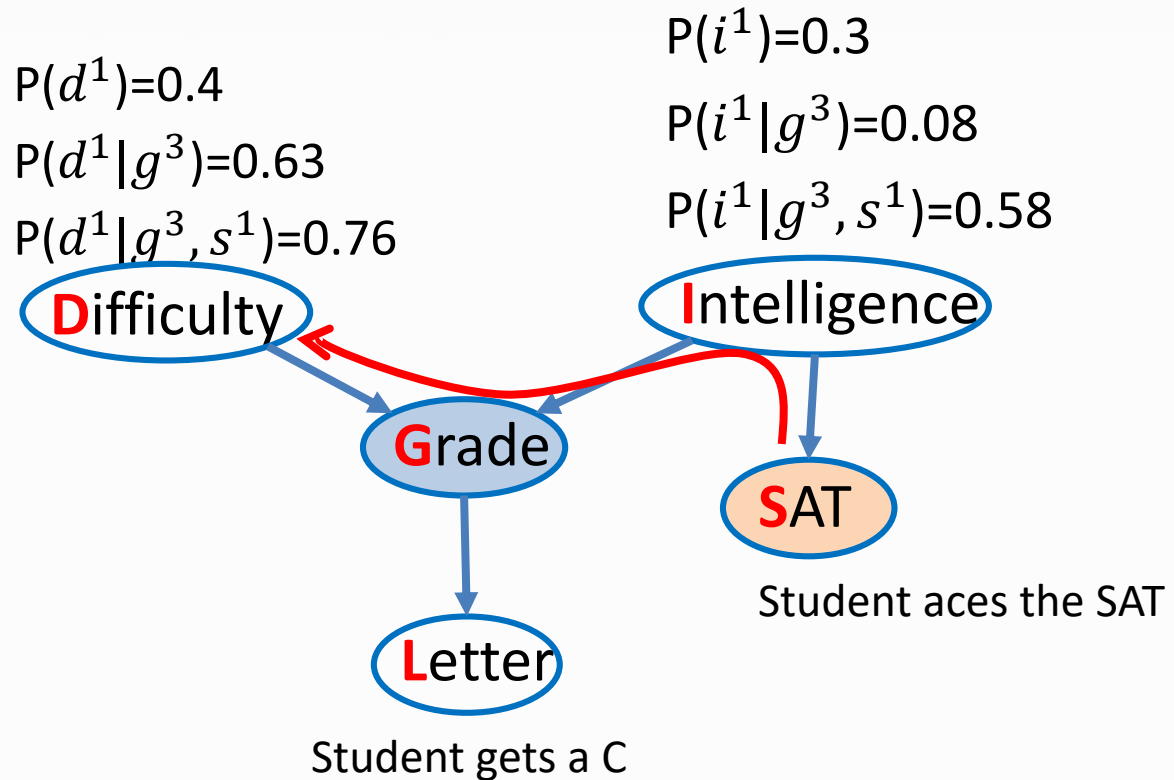 P(d¹)=0.4
P(d¹|g³)=0.63
P(d¹|g³, s¹)=0.76
P(i¹)=0.3
P(i¹|g³)=0.08
P(i¹|g³, s¹)=0.58
Difficulty
Intelligence
Grade
SAT
Student aces the SAT
Letter
Student gets a C